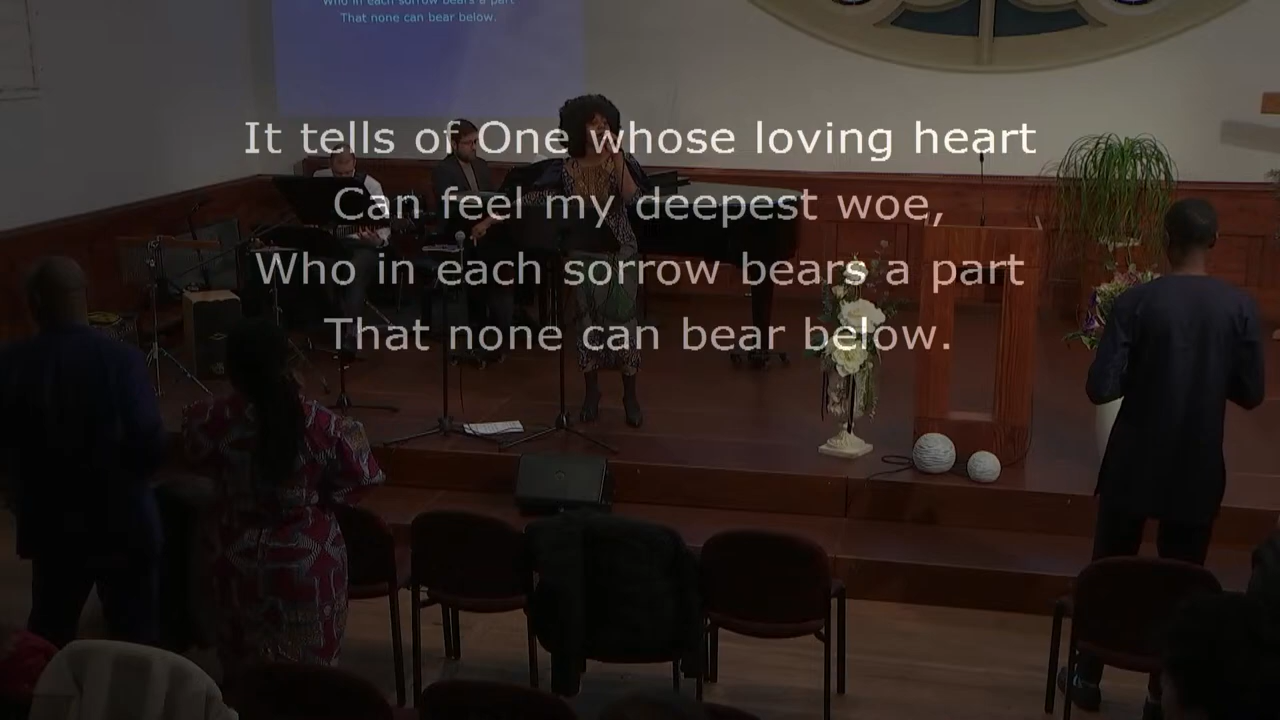 Who in each sorrow bears a part
That none can bear below.
It tells of One whose loving heart
Can feel my deepest woe,
Who in each sorrow bears a part
That none can bear below.